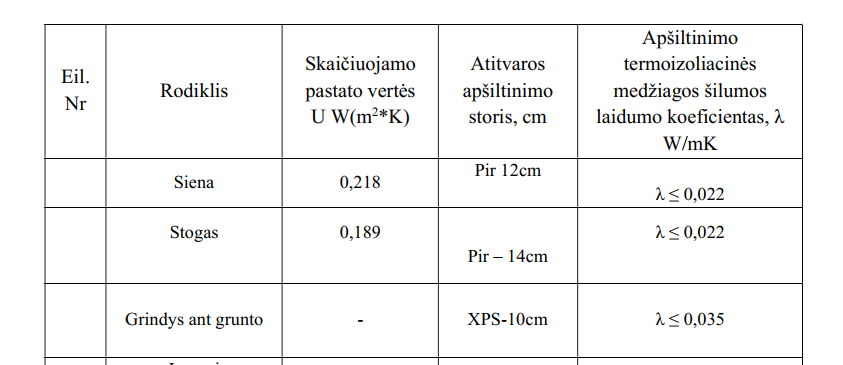 Eil.
Nr
Rodiklis
Skaičiuojamo
pastato vertės
U W(m²*K)
Atitvaros
apšiltinimo
storis, cm
Apšiltinimo
termoizoliacinės
medžiagos šilumos
laidumo koeficientas, λ
W/mK
Siena
0,218
Pir 12cm
λ ≤ 0,022
Stogas
0,189
Pir – 14cm
λ ≤ 0,022
Grindys ant grunto
-
XPS-10cm
λ ≤ 0,035